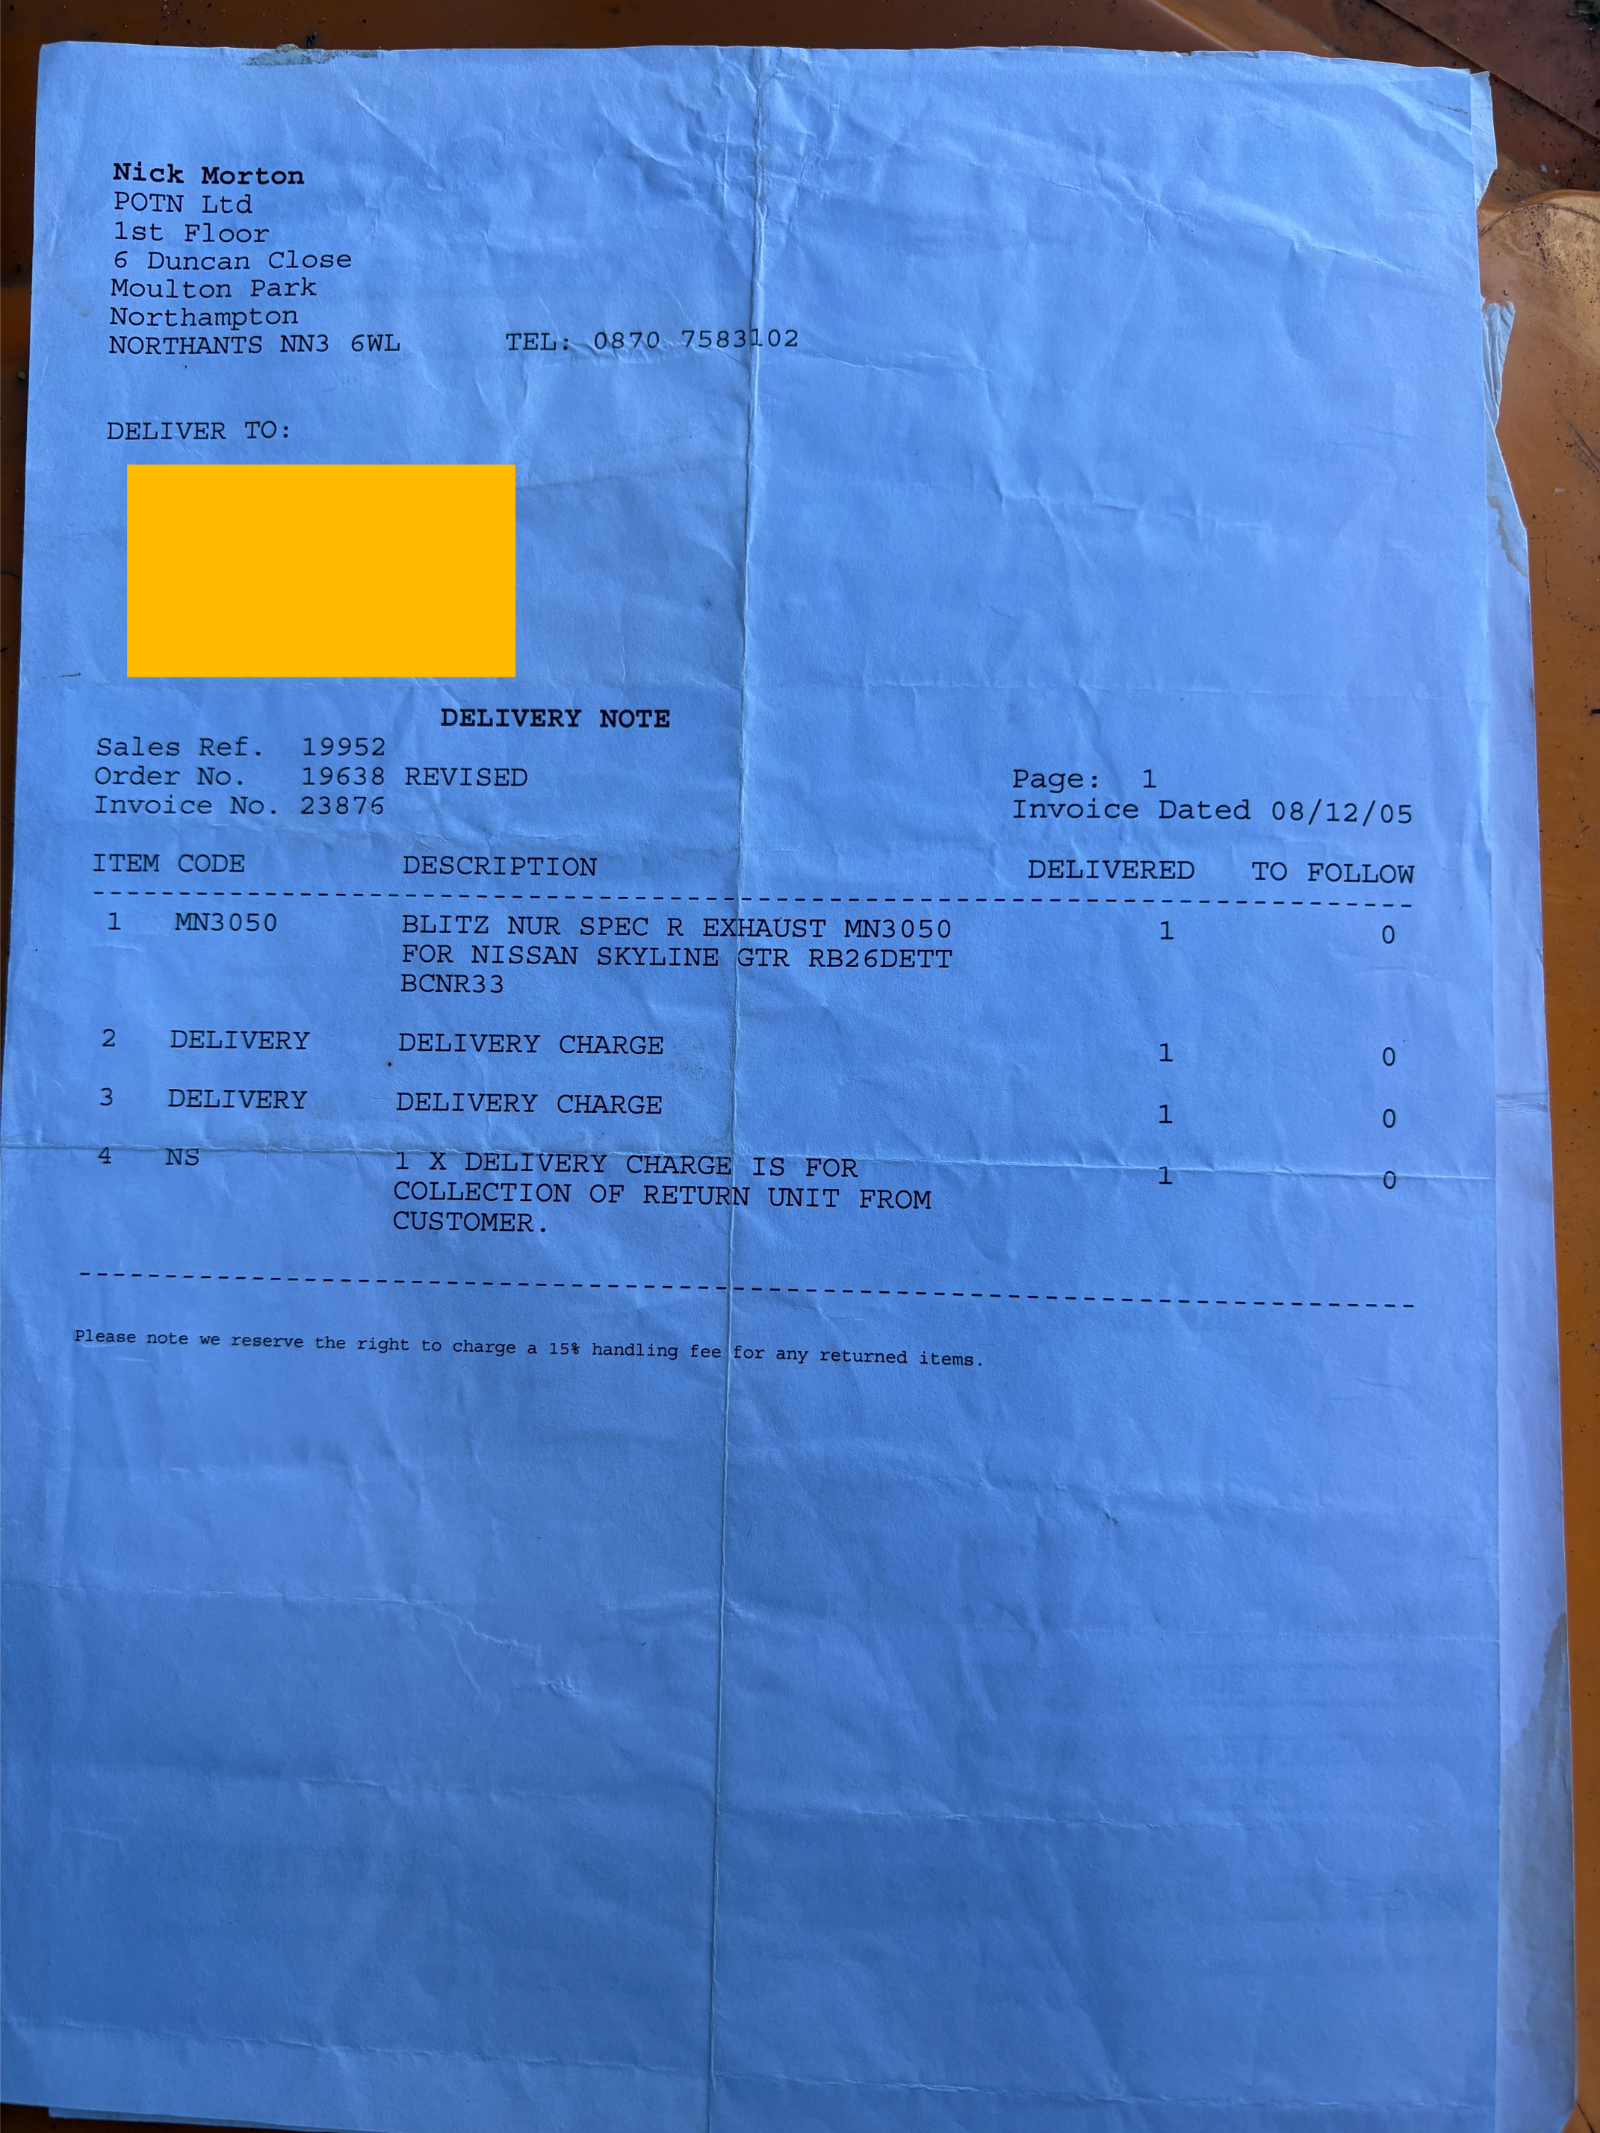 Nick Morton
POTN Ltd
1st Floor
6 Duncan Close
Moulton Park
Northampton
NORTHANTS NN3 6WL TEL: 0870 7583102
DELIVER TO:
DELIVERY NOTE
Sales Ref. 19952
Order No. 19638 REVISED Page: 1
Invoice No. 23876 Invoice Dated 08/12/05
ITEM CODE DESCRIPTION DELIVERED TO FOLLOW
1 MN3050 BLITZ NUR SPEC R EXHAUST MN3050 1 0
FOR NISSAN SKYLINE GTR RB26DETT
BCNR33
2 DELIVERY DELIVERY CHARGE 1 0
3 DELIVERY DELIVERY CHARGE 1 0
4 NS 1 X DELIVERY CHARGE IS FOR 1 0
COLLECTION OF RETURN UNIT FROM
CUSTOMER.
Please note we reserve the right to charge a 15% handling fee for any returned items.